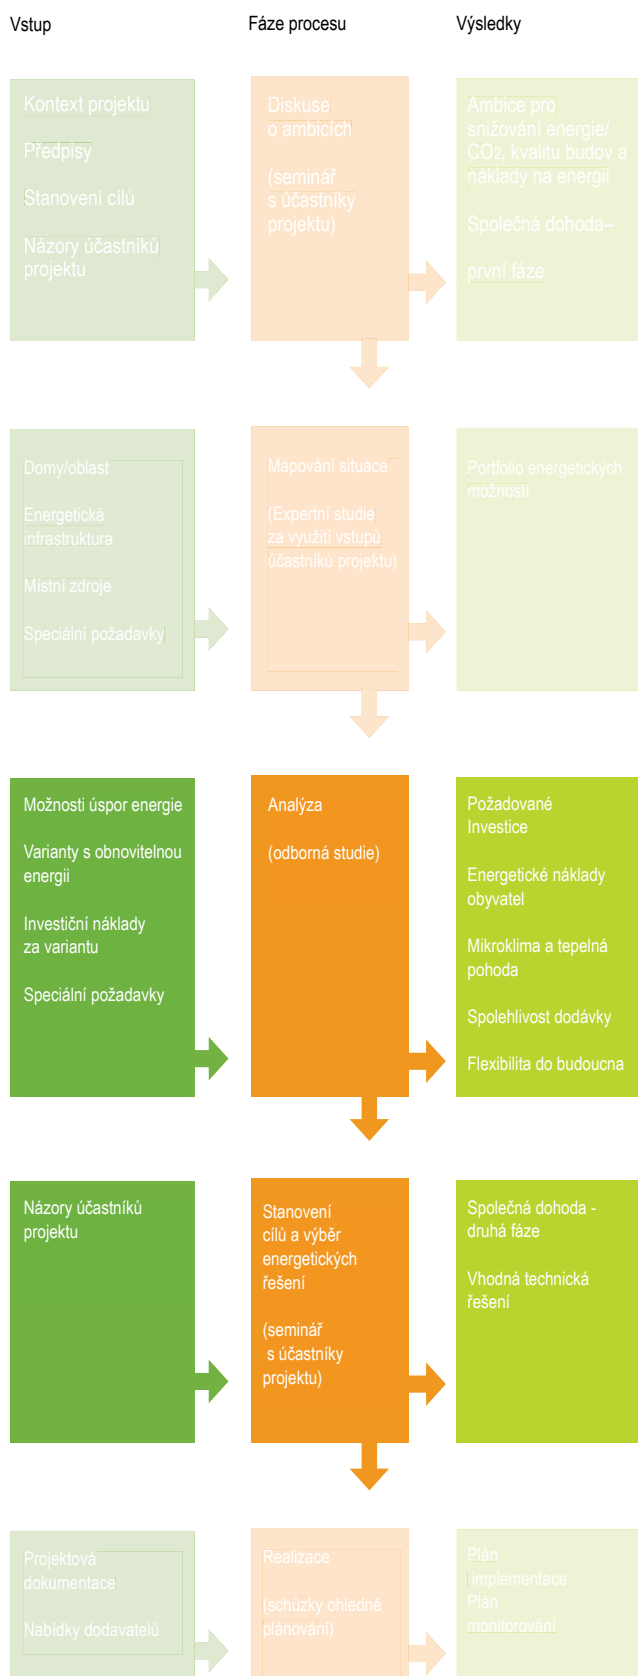 Vstup
Fáze procesu
Výsledky
Kontext projektu
Předpisy
Stanovení cílů
Názory účastníků
projektu
Diskuse
o ambicích
(seminář
s účastníky
projektu)
Ambice pro
snižování energie/
CO2, kvalitu budov a
náklady na energii
Společná dohoda–
první fáze
Domy/oblast
Energetická
infrastruktura
Místní zdroje
Speciální požadavky
Mapování situace
(Expertní studie
za využití vstupů
účastníků projektu)
Portfolio energetických
možností
Možnosti úspor energie
Varianty s obnovitelnou
energii
Investiční náklady
za variantu
Speciální požadavky
Analýza
(odborná studie)
Požadované
Investice
Energetické náklady
obyvatel
Mikroklima a tepelná
pohoda
Spolehlivost dodávky
Flexibilita do budoucna
Názory účastníků
projektu
Stanovení
cílů a výběr
energetických
řešení
(seminář
s účastníky
projektu)
Společná dohoda -
druhá fáze
Vhodná technická
řešení
Projektová
dokumentace
Nabídky dodavatelů
Realizace
(schůzky ohledně
plánování)
Plán
implementace
Plán
monitorování